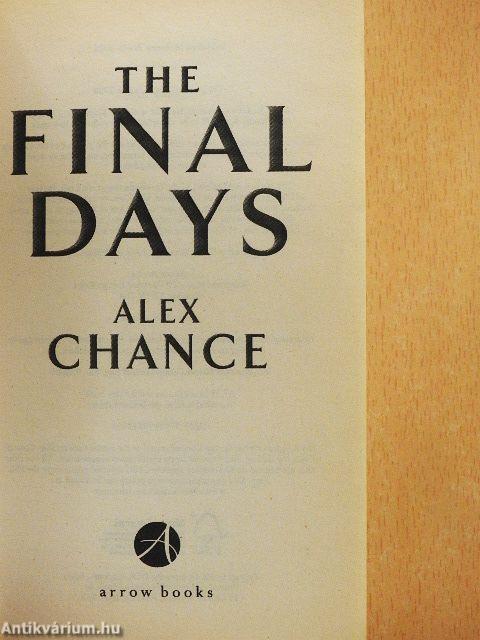 THE
FINAL
DAYS
ALEX
CHANCE
A
arrow books
Antikvárium.hu